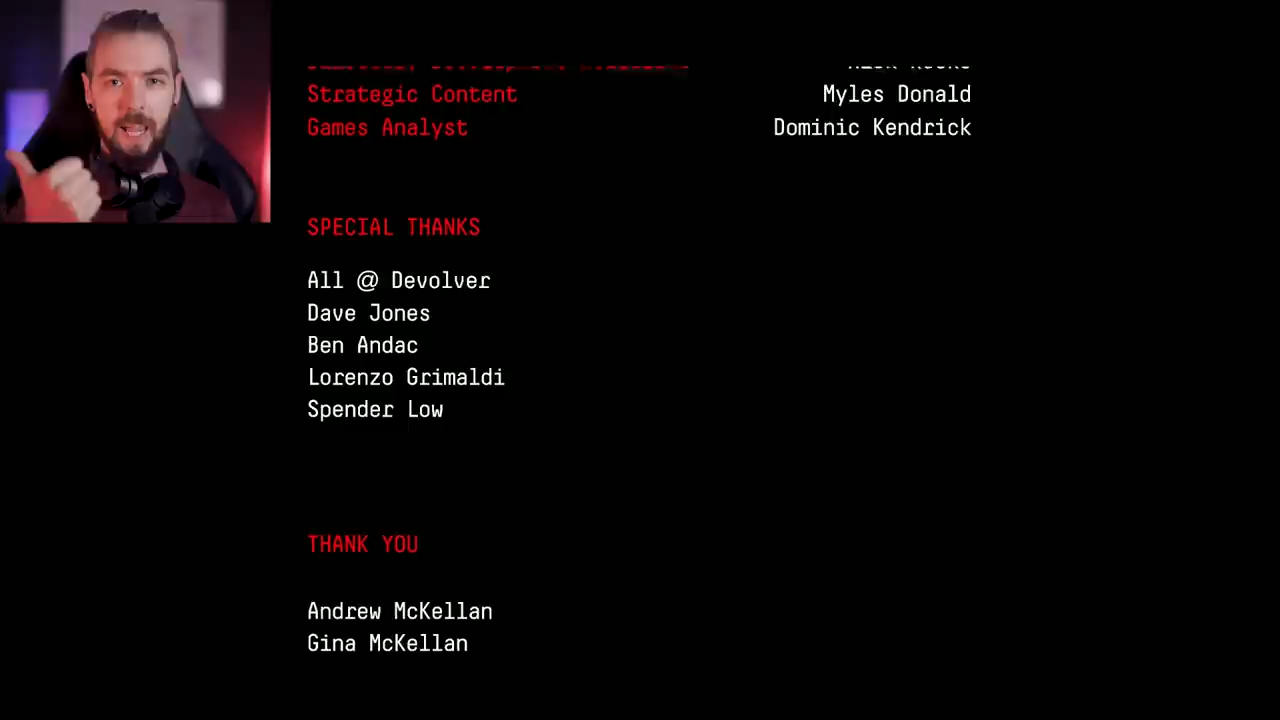 Strategic Content Myles Donald
Games Analyst Dominic Kendrick
SPECIAL THANKS
All @ Devolver
Dave Jones
Ben Andac
Lorenzo Grimaldi
Spender Low
THANK YOU
Andrew McKellan
Gina McKellan